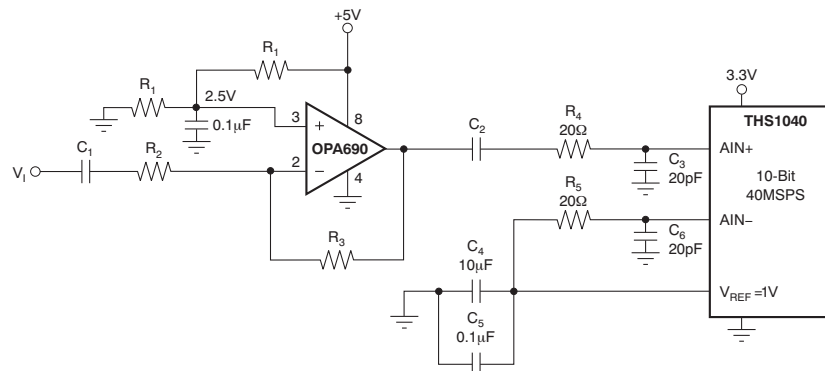 +5V
R1
R1
2.5V
0.1µF
3
+
8
OPA690
2
−
4
VI
C1
R2
R3
C2
R4
20Ω
C3
20pF
R5
20Ω
C6
20pF
C4
10µF
C5
0.1µF
3.3V
THS1040
AIN+
10-Bit
40MSPS
AIN−
VREF =1V